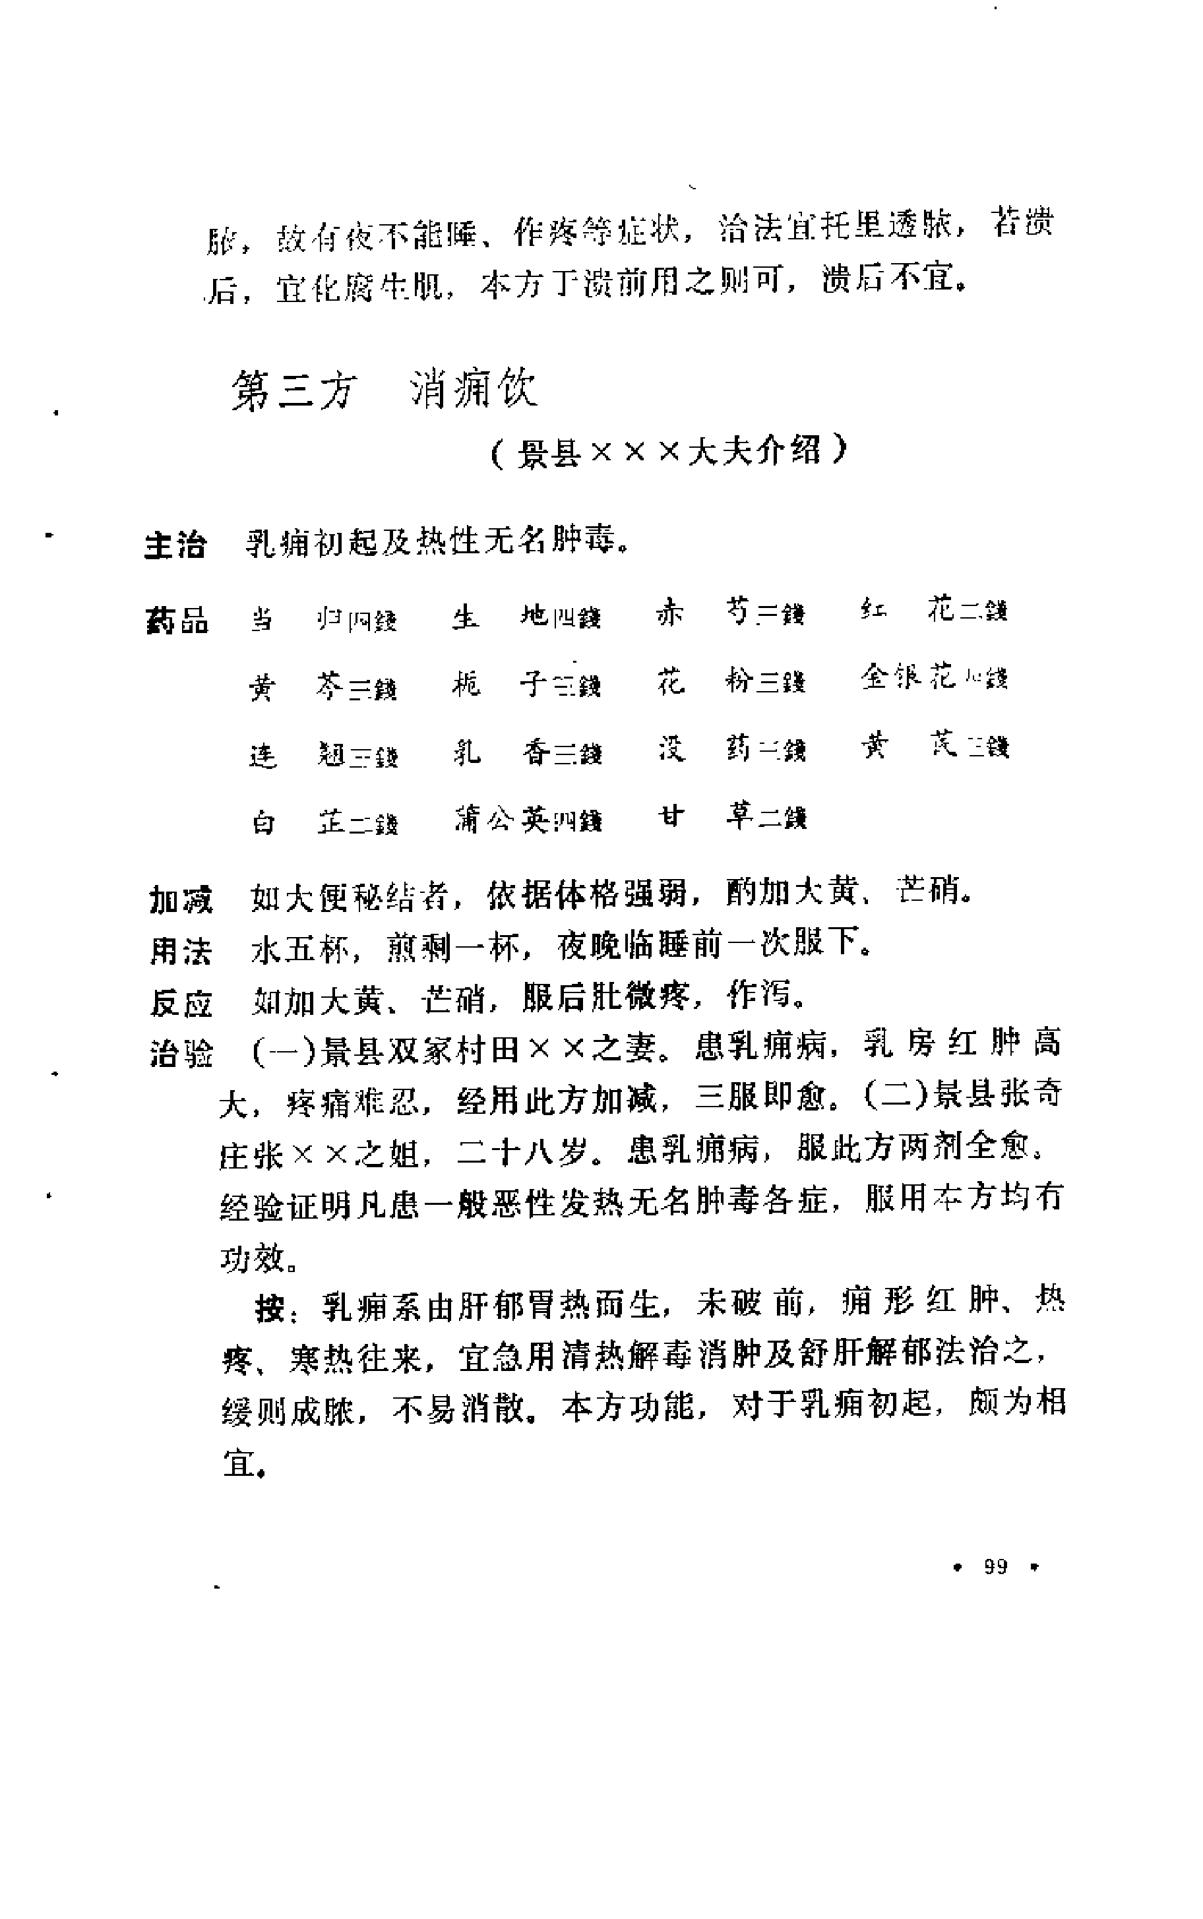 脓，故有夜不能睡、作疼等症状，治法宜托里透脓，若溃
后，宜化腐生肌，本方于溃前用之则可，溃后不宜。
第三方 消痈饮
（景县×××大夫介绍）
主治 乳痈初起及热性无名肿毒。
药品 当归四錢 生地四錢 赤芍三錢 红花二錢
黄芩三錢 栀子三錢 花粉三錢 金银花錢
连翘三錢 乳香三錢 没药三錢 黄芪三錢
白芷二錢 蒲公英四錢 甘草二錢
加减 如大便秘结者，依据体格强弱，酌加大黄、芒硝。
用法 水五杯，煎剩一杯，夜晚临睡前一次服下。
反应 如加大黄、芒硝，服后肚微疼，作泻。
治验 （一）景县双冢村田××之妻。患乳痈病，乳房红肿高
大，疼痛难忍，经用此方加减，三服即愈。（二）景县张奇
庄张××之姐，二十八岁。患乳痈病，服此方两剂全愈。
经验证明凡患一般恶性发热无名肿毒各症，服用本方均有
功效。
按：乳痈系由肝郁胃热而生，未破前，痈形红肿、热
疼、寒热往来，宜急用清热解毒消肿及舒肝解郁法治之，
缓则成脓，不易消散。本方功能，对于乳痈初起，颇为相
宜。
• 99 •